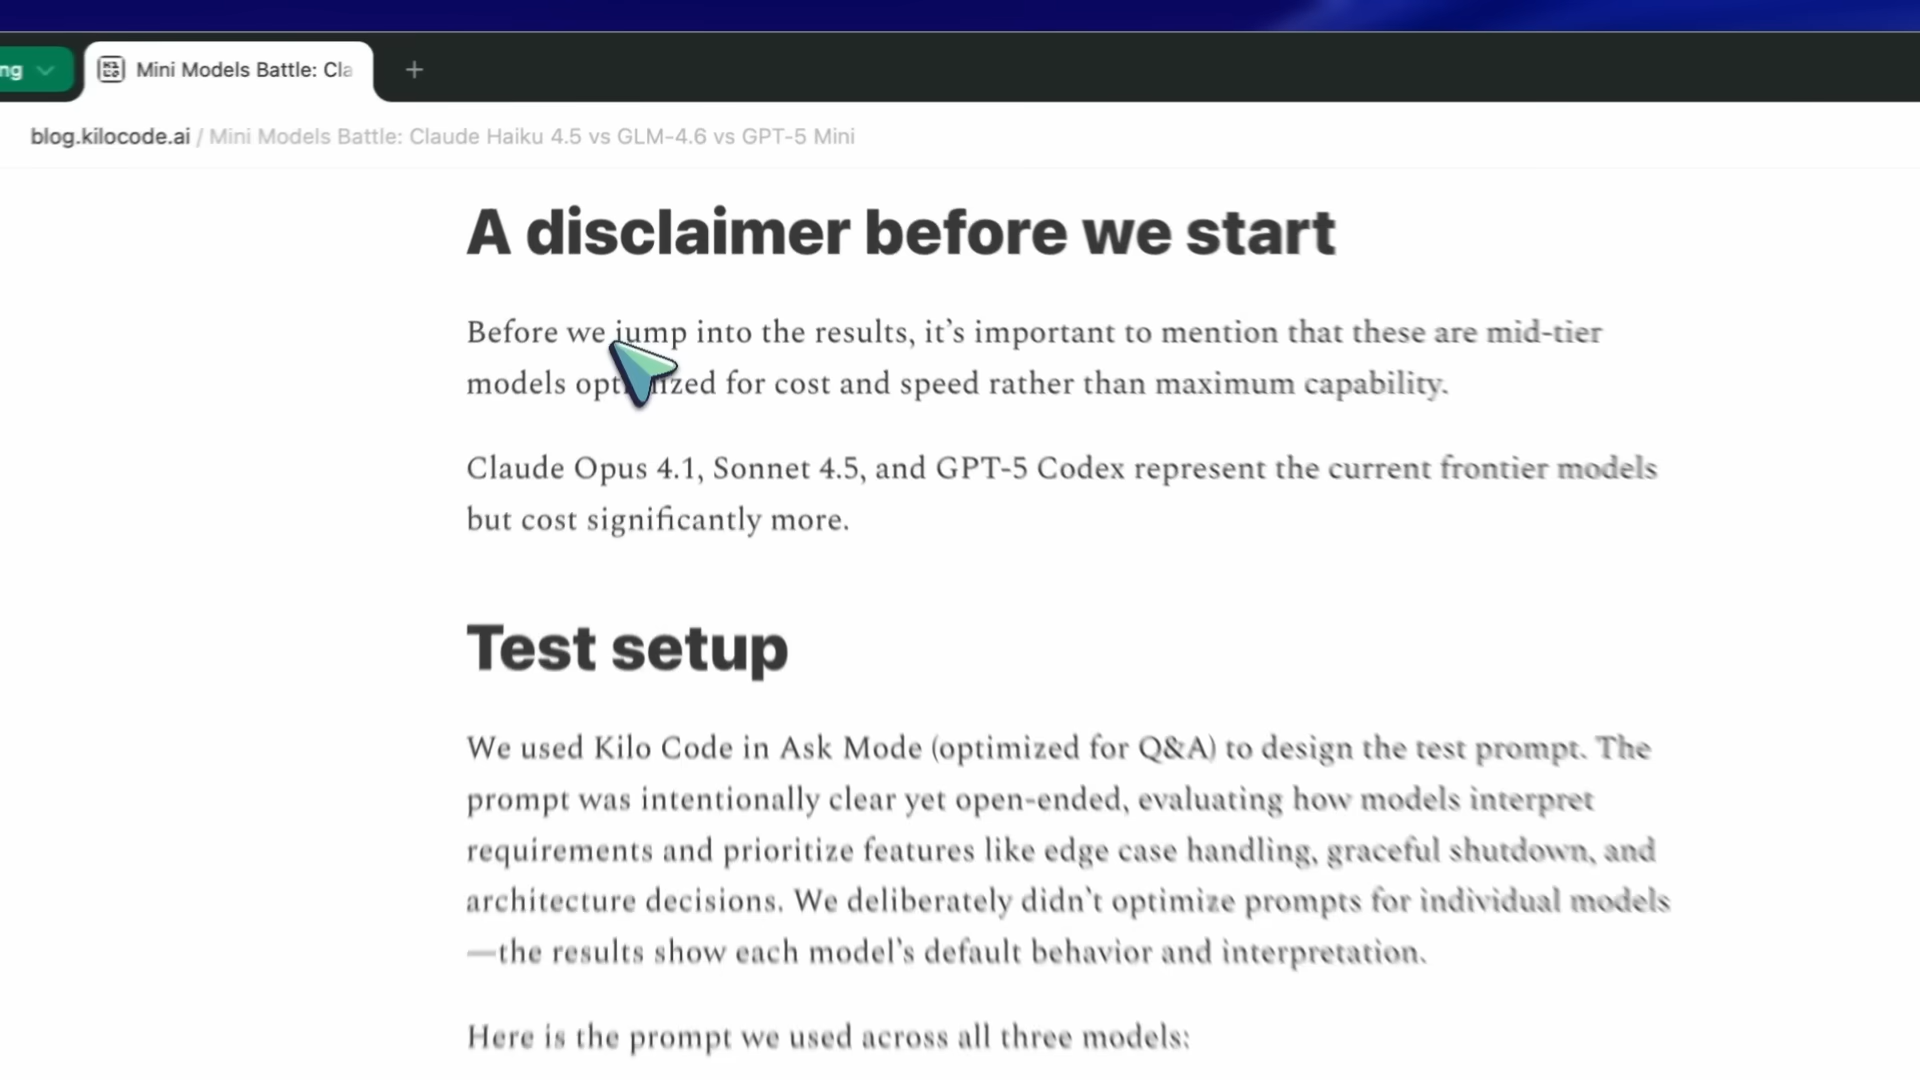 ng
Mini Models Battle: Cla
blog.kilocode.ai / Mini Models Battle: Claude Haiku 4.5 vs GLM-4.6 vs GPT-5 Mini
A disclaimer before we start
Before we jump into the results, it’s important to mention that these are mid-tier
models optimized for cost and speed rather than maximum capability.
Claude Opus 4.1, Sonnet 4.5, and GPT-5 Codex represent the current frontier models
but cost significantly more.
Test setup
We used Kilo Code in Ask Mode (optimized for Q&A) to design the test prompt. The
prompt was intentionally clear yet open-ended, evaluating how models interpret
requirements and prioritize features like edge case handling, graceful shutdown, and
architecture decisions. We deliberately didn’t optimize prompts for individual models
—the results show each model’s default behavior and interpretation.
Here is the prompt we used across all three models: